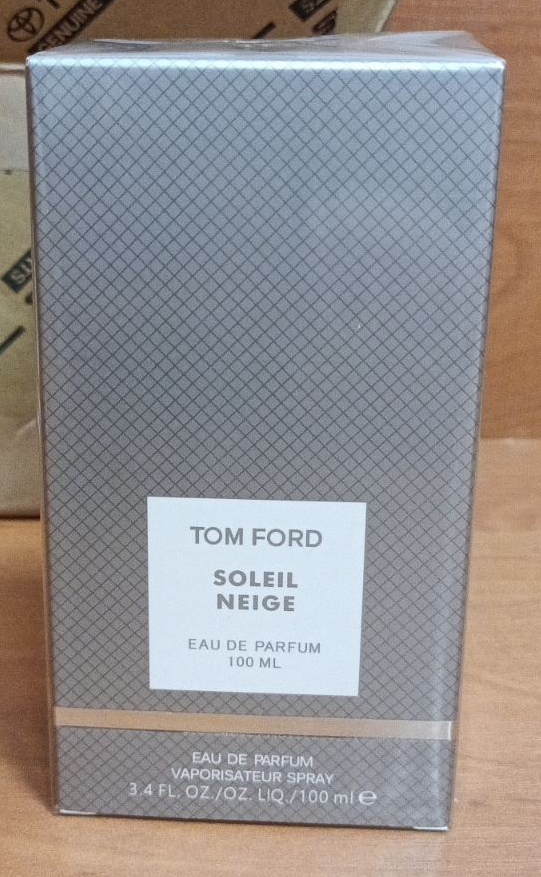 GENUINE
TOM FORD
SOLEIL
NEIGE
EAU DE PARFUM
100 ML
EAU DE PARFUM
VAPORISATEUR SPRAY
3.4 FL. OZ./OZ. LIQ./100 ml ℮